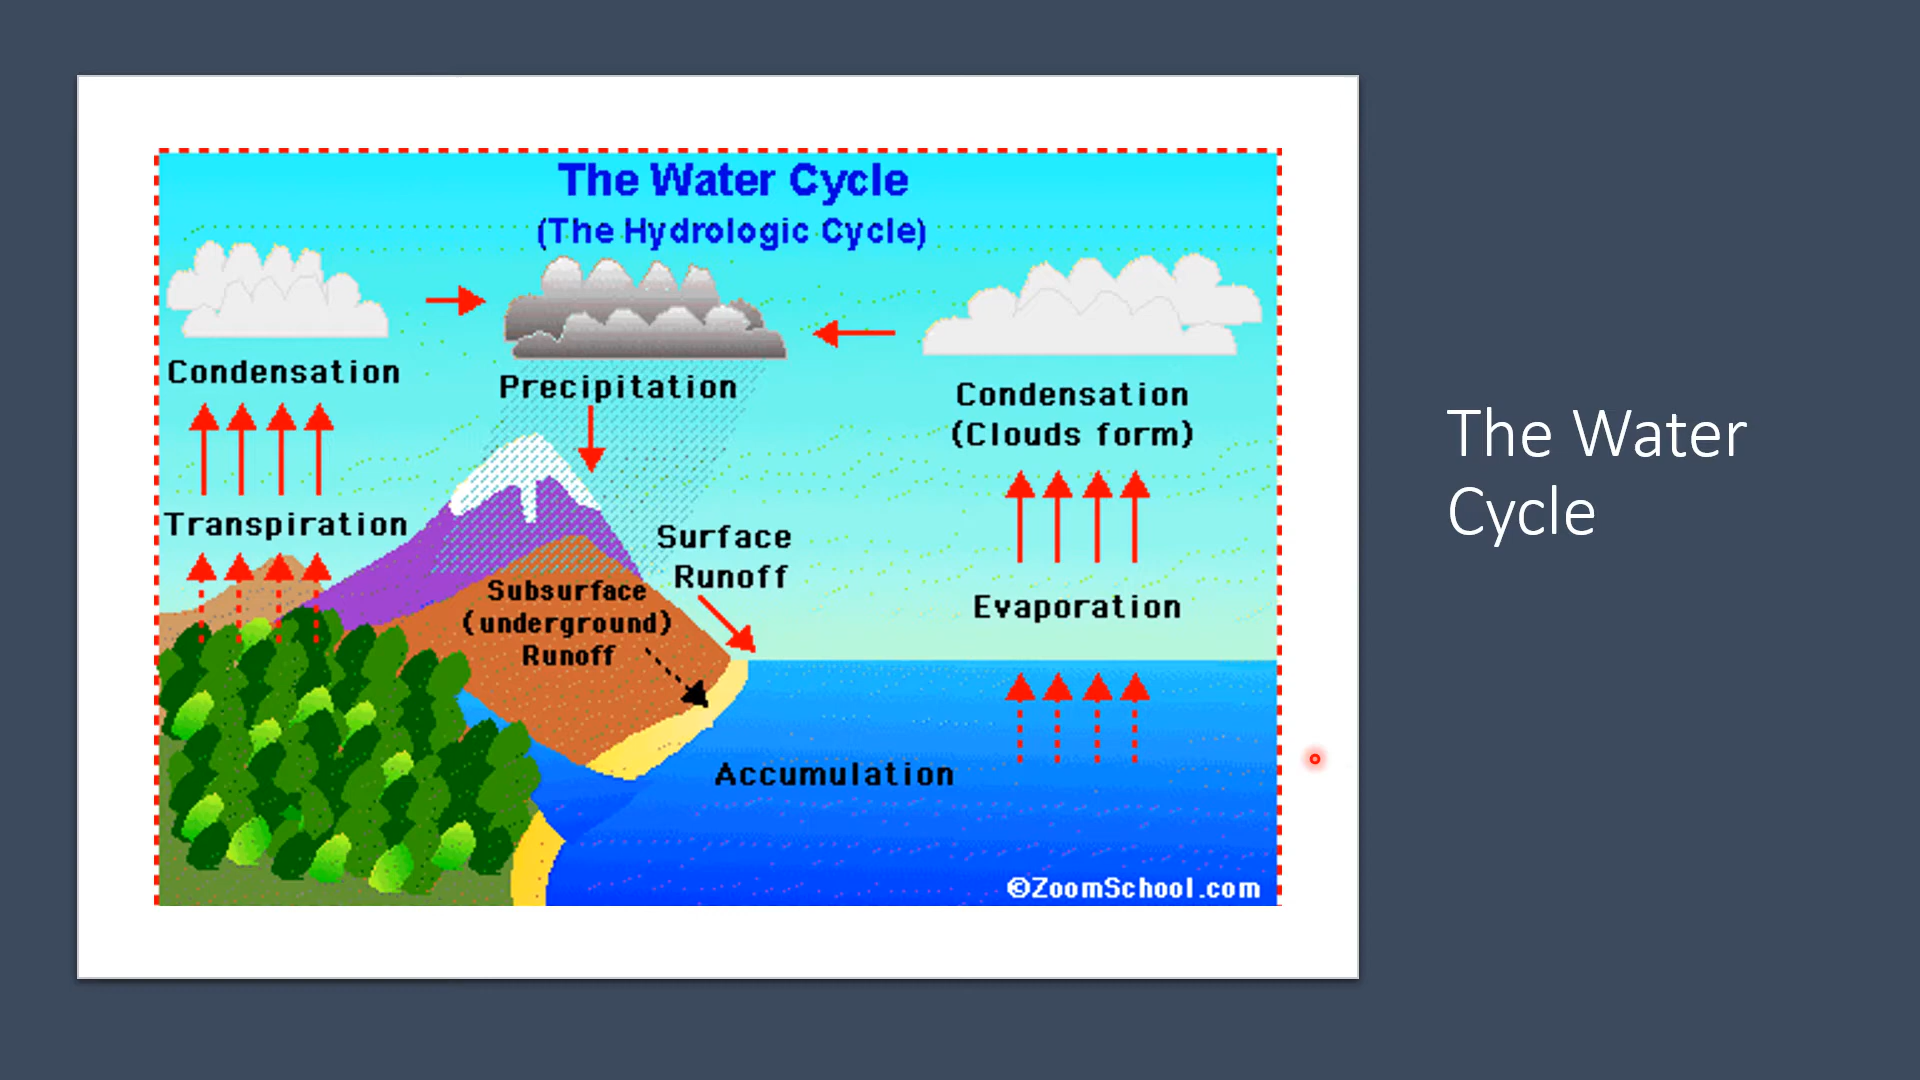 The Water Cycle
(The Hydrologic Cycle)
Condensation
Precipitation
Condensation
(Clouds form)
Transpiration
Surface
Runoff
Subsurface
(underground)
Runoff
Evaporation
Accumulation
©ZoomSchool.com
The Water
Cycle